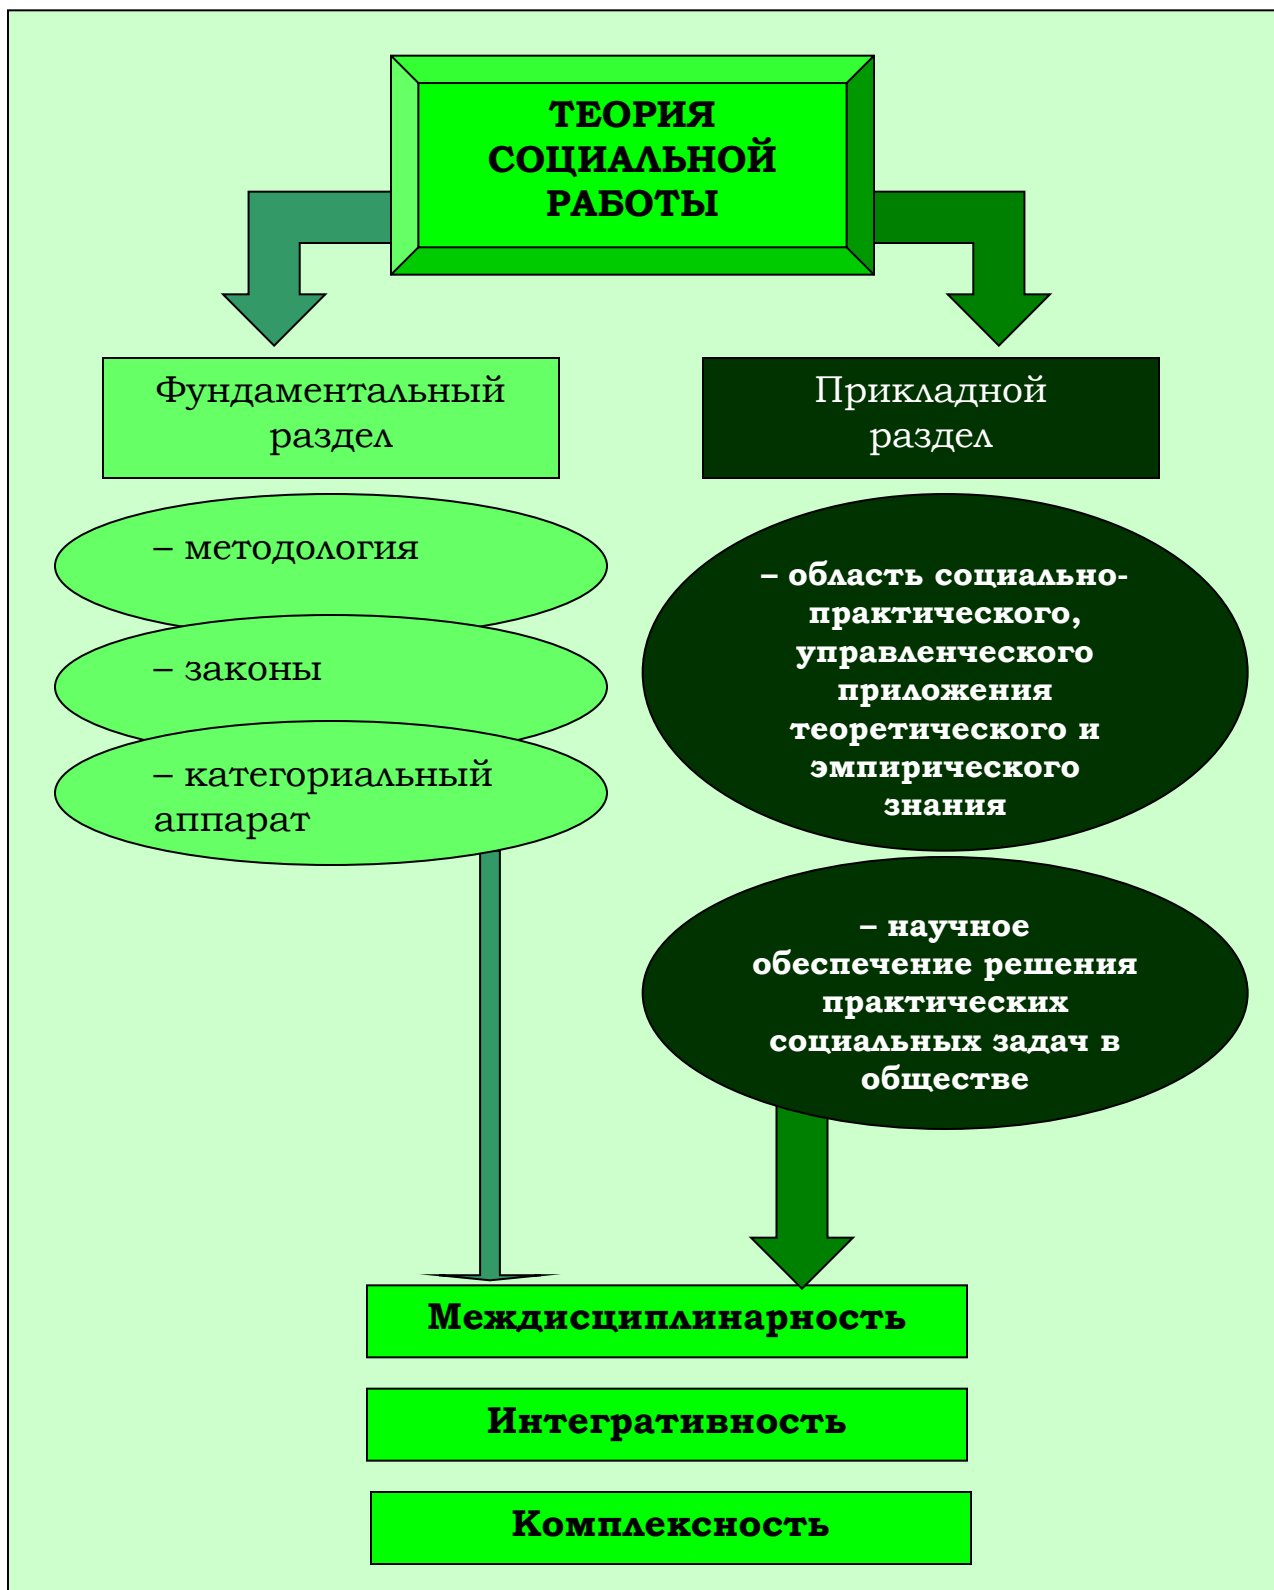 ТЕОРИЯ
СОЦИАЛЬНОЙ
РАБОТЫ
Фундаментальный
раздел
– методология
– законы
– категориальный
аппарат
Прикладной
раздел
– область социально-
практического,
управленческого
приложения
теоретического и
эмпирического
знания
– научное
обеспечение решения
практических
социальных задач в
обществе
Междисциплинарность
Интегративность
Комплексность